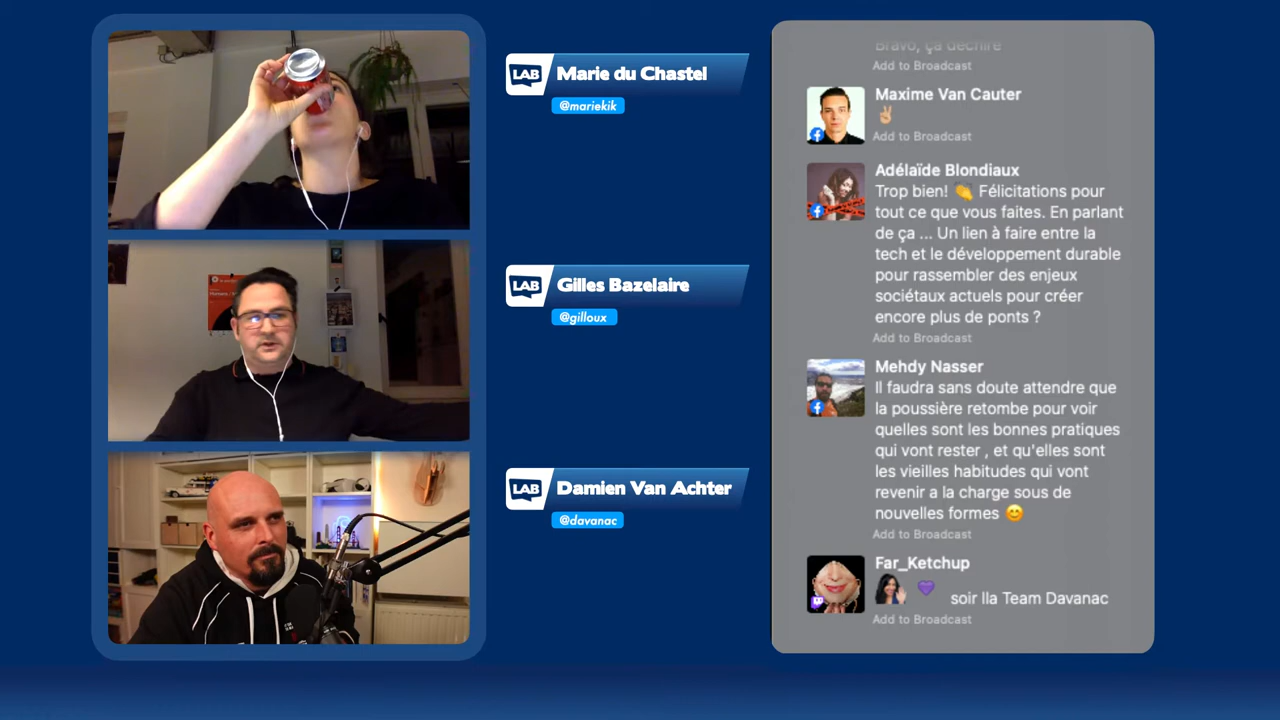 LAB
Marie du Chastel
@mariekik
LAB
Gilles Bazelaire
@gilloux
LAB
Damien Van Achter
@davanac
Bravo, ça déchire
Add to Broadcast
Maxime Van Cauter
✌🏼
Add to Broadcast
Adélaïde Blondiaux
Trop bien! 👏 Félicitations pour
tout ce que vous faites. En parlant
de ça ... Un lien à faire entre la
tech et le développement durable
pour rassembler des enjeux
sociétaux actuels pour créer
encore plus de ponts ?
Add to Broadcast
Mehdy Nasser
Il faudra sans doute attendre que
la poussière retombe pour voir
quelles sont les bonnes pratiques
qui vont rester , et qu'elles sont
les vieilles habitudes qui vont
revenir a la charge sous de
nouvelles formes 😊
Add to Broadcast
Far_Ketchup
💜 soir lla Team Davanac
Add to Broadcast